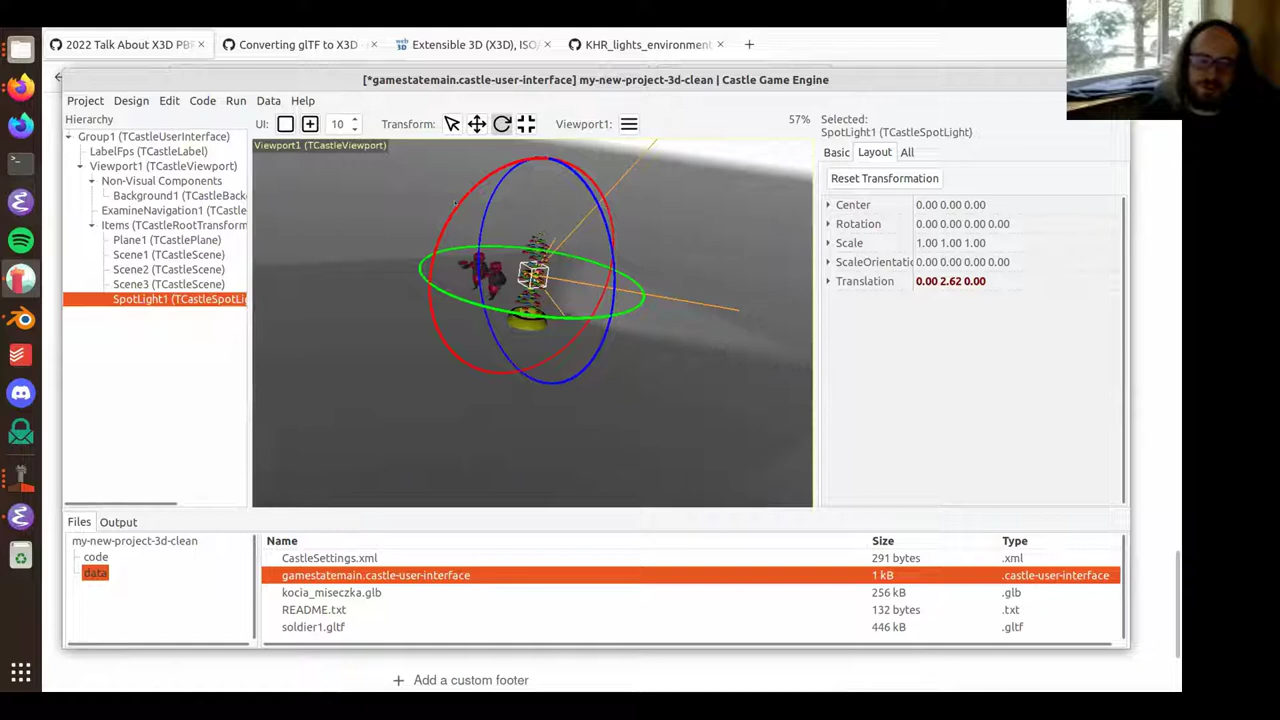 2022 Talk About X3D PB
Converting glTF to X3D
Extensible 3D (X3D), ISO/
KHR_lights_environment
[*gamestatemain.castle-user-interface] my-new-project-3d-clean | Castle Game Engine
Project Design Edit Code Run Data Help
Hierarchy
Group1 (TCastleUserInterface)
LabelFps (TCastleLabel)
Viewport1 (TCastleViewport)
Non-Visual Components
Background1 (TCastleBack
ExamineNavigation1 (TCastle
Items (TCastleRootTransform
Plane1 (TCastlePlane)
Scene1 (TCastleScene)
Scene2 (TCastleScene)
Scene3 (TCastleScene)
SpotLight1 (TCastleSpotLi
UI: 10 Transform: Viewport1: 57%
Viewport1 (TCastleViewport)
Selected:
SpotLight1 (TCastleSpotLight)
Basic Layout All
Reset Transformation
Center 0.00 0.00 0.00
Rotation 0.00 0.00 0.00 0.00
Scale 1.00 1.00 1.00
ScaleOrientatio 0.00 0.00 0.00 0.00
Translation 0.00 2.62 0.00
Files Output
my-new-project-3d-clean
code
data
Name Size Type
CastleSettings.xml 291 bytes .xml
gamestatemain.castle-user-interface 1 kB .castle-user-interface
kocia_miseczka.glb 256 kB .glb
README.txt 132 bytes .txt
soldier1.gltf 446 kB .gltf
Add a custom footer